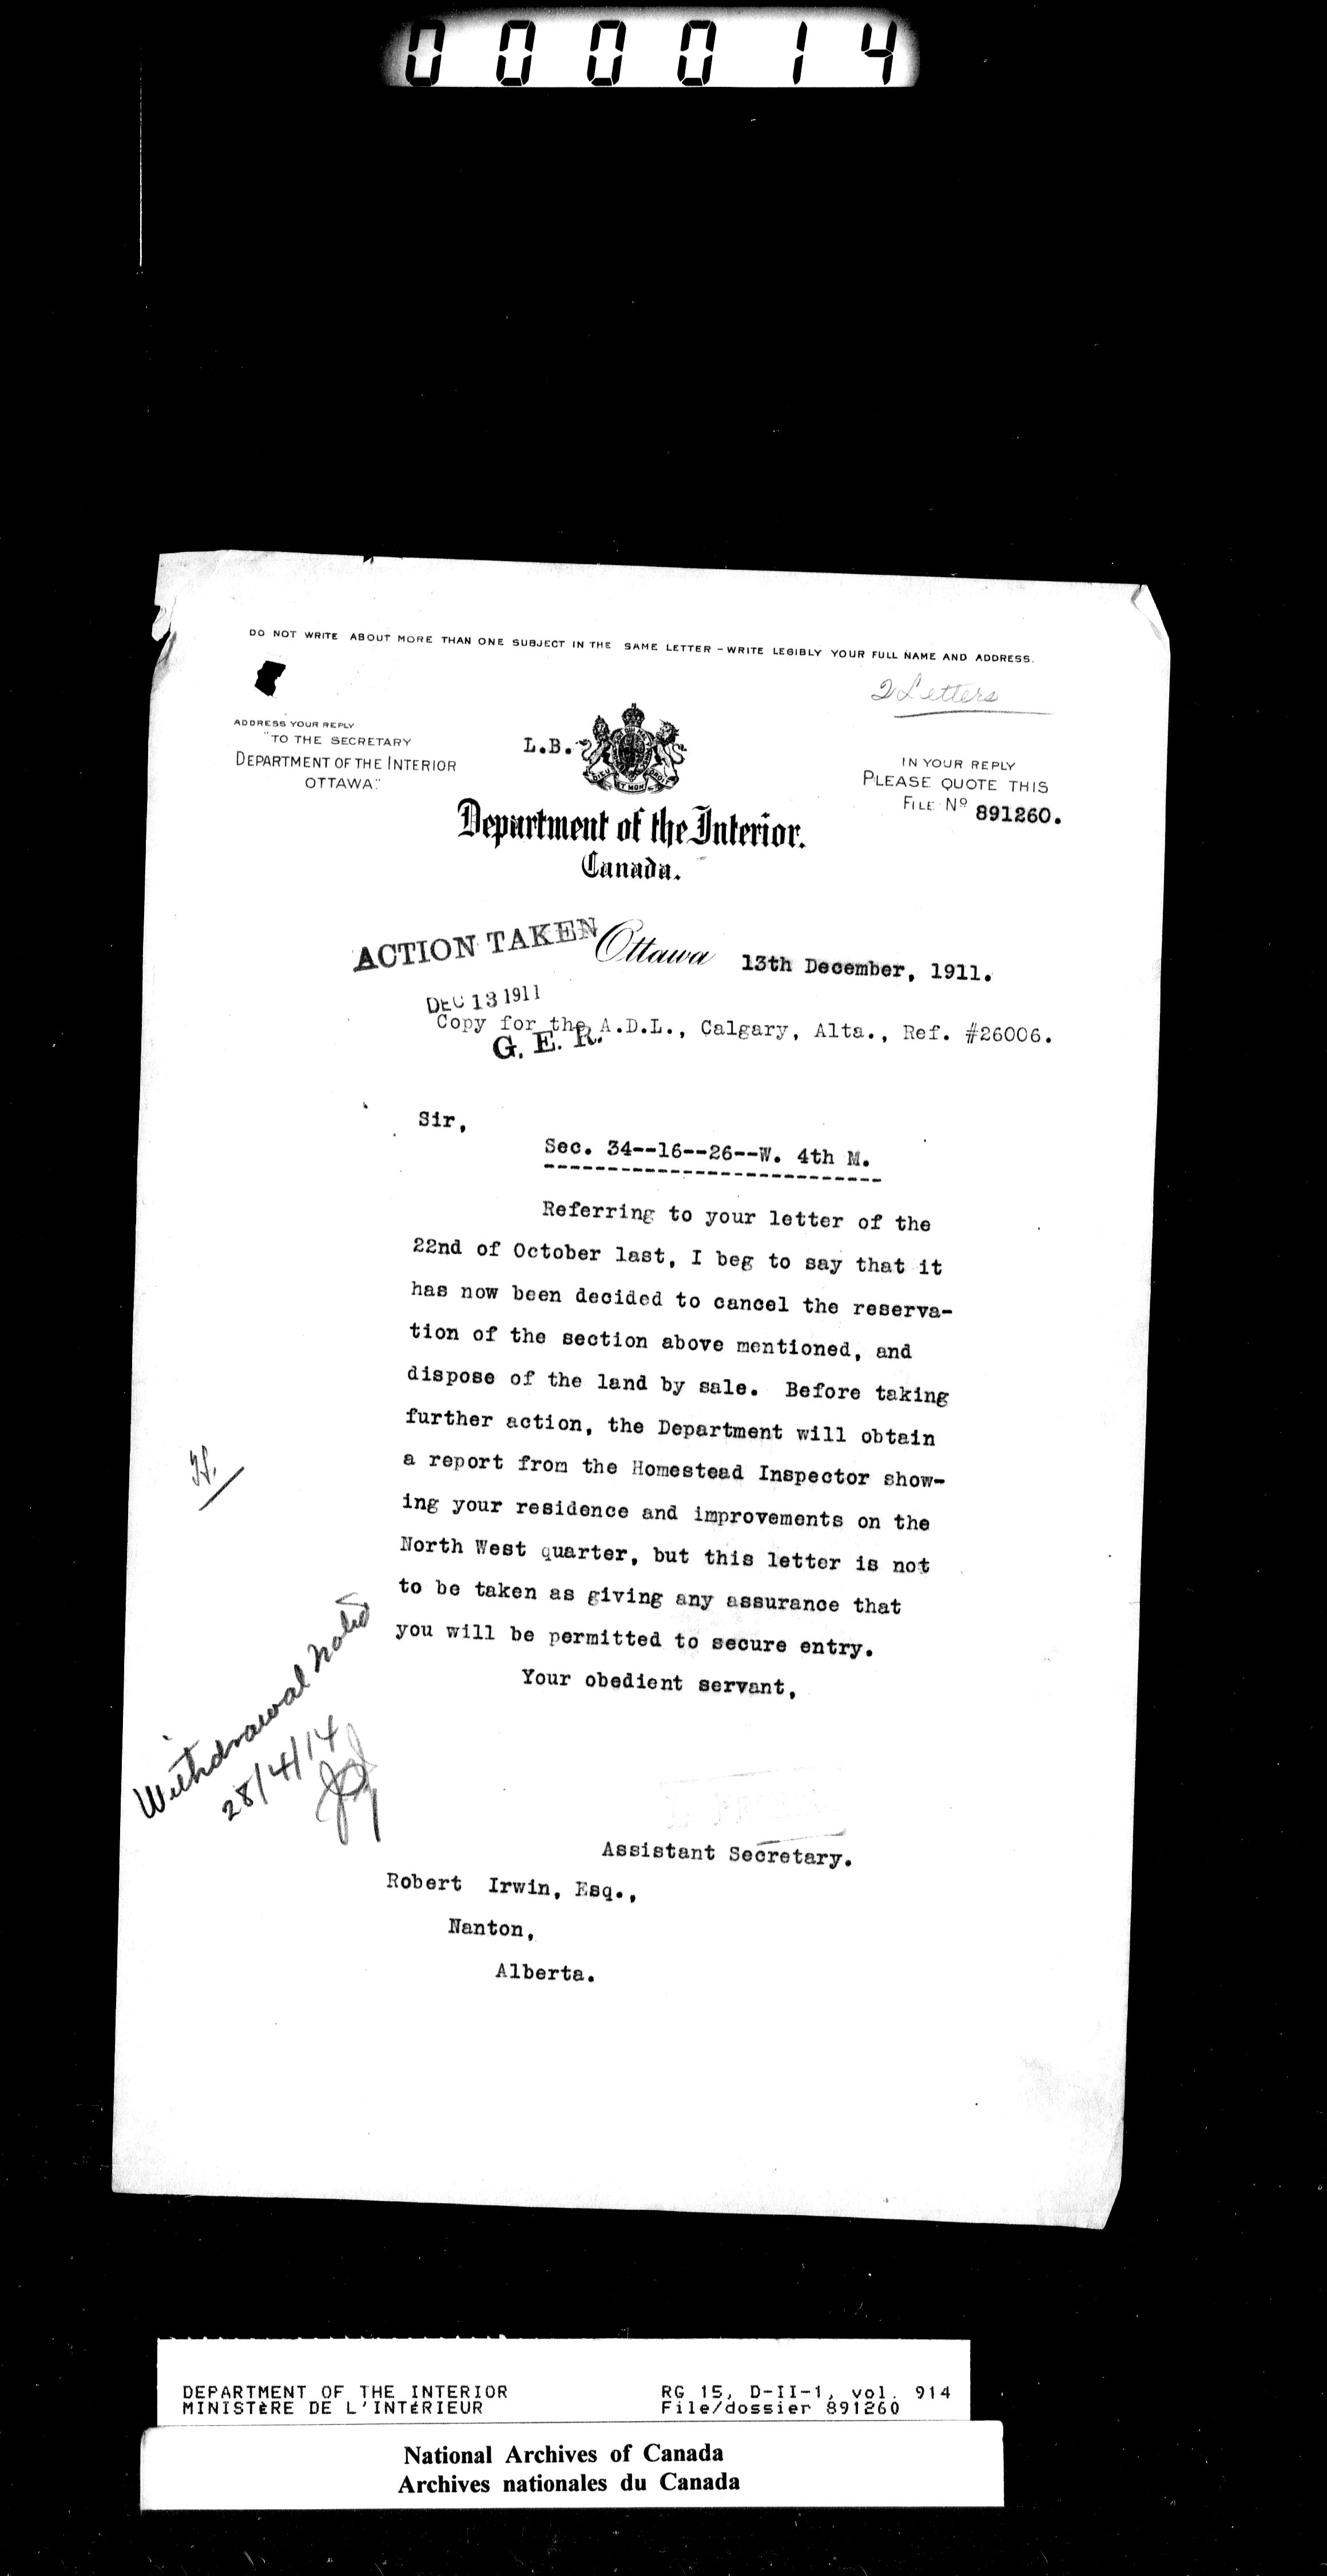 000014
DO NOT WRITE ABOUT MORE THAN ONE SUBJECT IN THE SAME LETTER - WRITE LEGIBLY YOUR FULL NAME AND ADDRESS.
2 Letters
ADDRESS YOUR REPLY
"TO THE SECRETARY
DEPARTMENT OF THE INTERIOR
OTTAWA."
L.B.
DIEU ET MON DROIT
IN YOUR REPLY
PLEASE QUOTE THIS
FILE No 891260.
Department of the Interior.
Canada.
ACTION TAKEN
Ottawa 13th December, 1911.
DEC 13 1911
Copy for the A.D.L., Calgary, Alta., Ref. #26006.
G. E. R.
Sir,
Sec. 34--16--26--W. 4th M.
Referring to your letter of the
22nd of October last, I beg to say that it
has now been decided to cancel the reserva-
tion of the section above mentioned, and
dispose of the land by sale. Before taking
further action, the Department will obtain
a report from the Homestead Inspector show-
ing your residence and improvements on the
North West quarter, but this letter is not
to be taken as giving any assurance that
you will be permitted to secure entry.
Your obedient servant,
H.
Withdrawal noted
28/4/14
Assistant Secretary.
Robert Irwin, Esq.,
Nanton,
Alberta.
DEPARTMENT OF THE INTERIOR
MINISTÈRE DE L'INTÉRIEUR
RG 15, D-II-1, vol. 914
File/dossier 891260
National Archives of Canada
Archives nationales du Canada